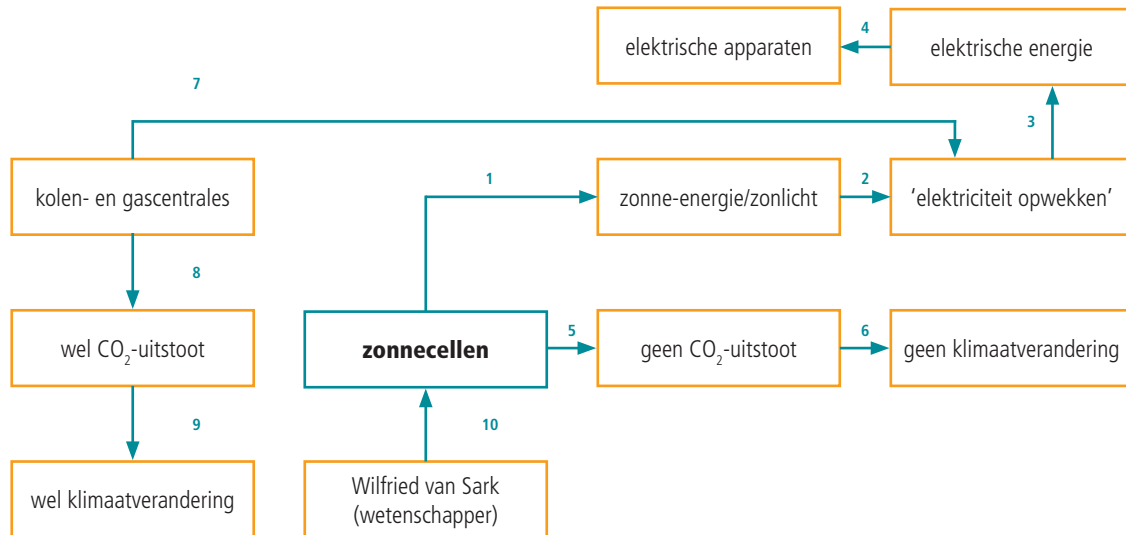 elektrische apparaten
4
elektrische energie
7
3
kolen- en gascentrales
1
zonne-energie/zonlicht
2
‘elektriciteit opwekken’
8
wel CO₂-uitstoot
zonnecellen
5
geen CO₂-uitstoot
6
geen klimaatverandering
9
10
wel klimaatverandering
Wilfried van Sark
(wetenschapper)